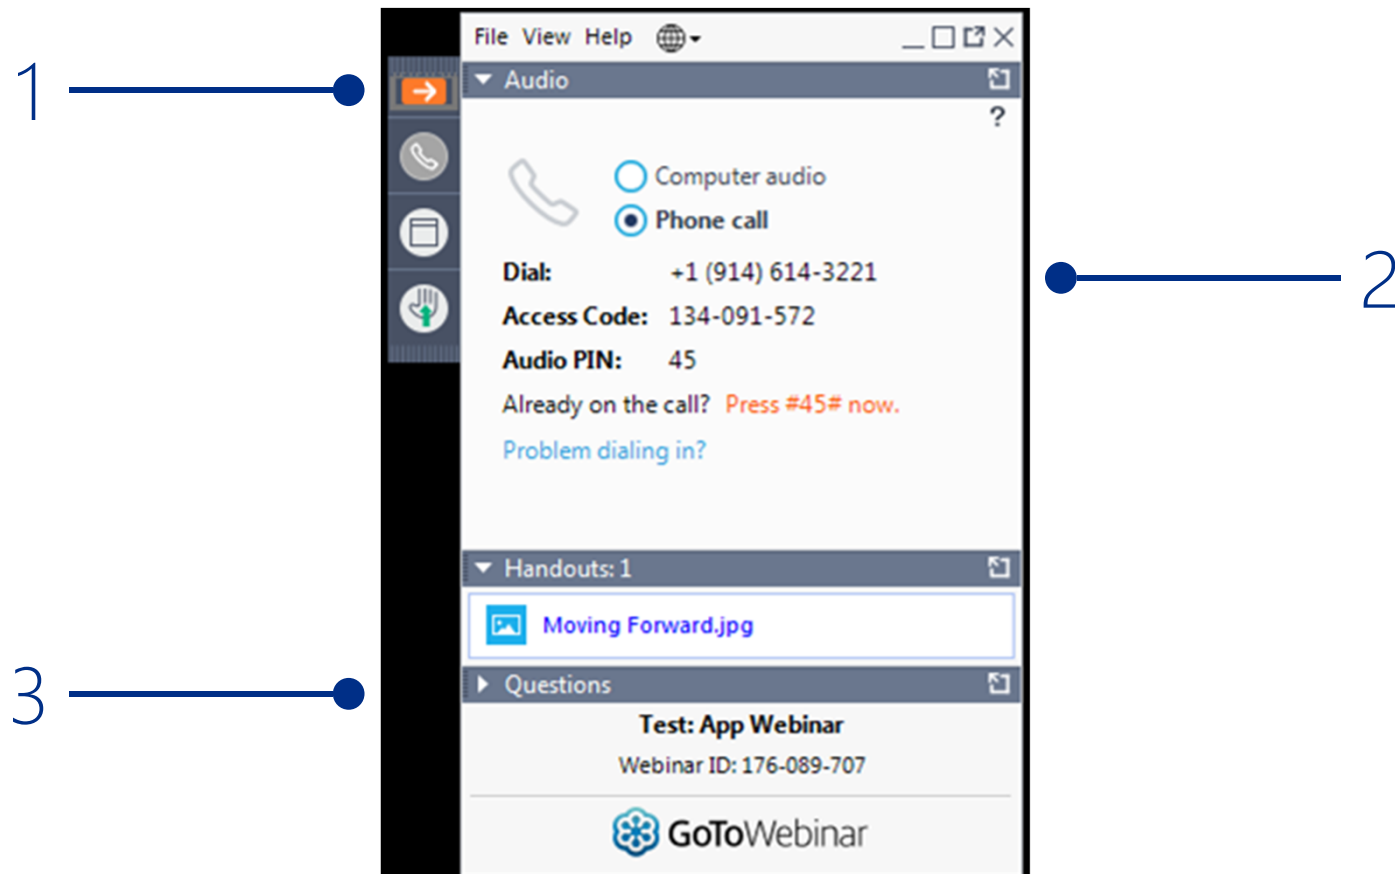 File View Help
1
Audio
?
Computer audio
Phone call
Dial: +1 (914) 614-3221
2
Access Code: 134-091-572
Audio PIN: 45
Already on the call? Press #45# now.
Problem dialing in?
Handouts: 1
Moving Forward.jpg
3
Questions
Test: App Webinar
Webinar ID: 176-089-707
GoToWebinar